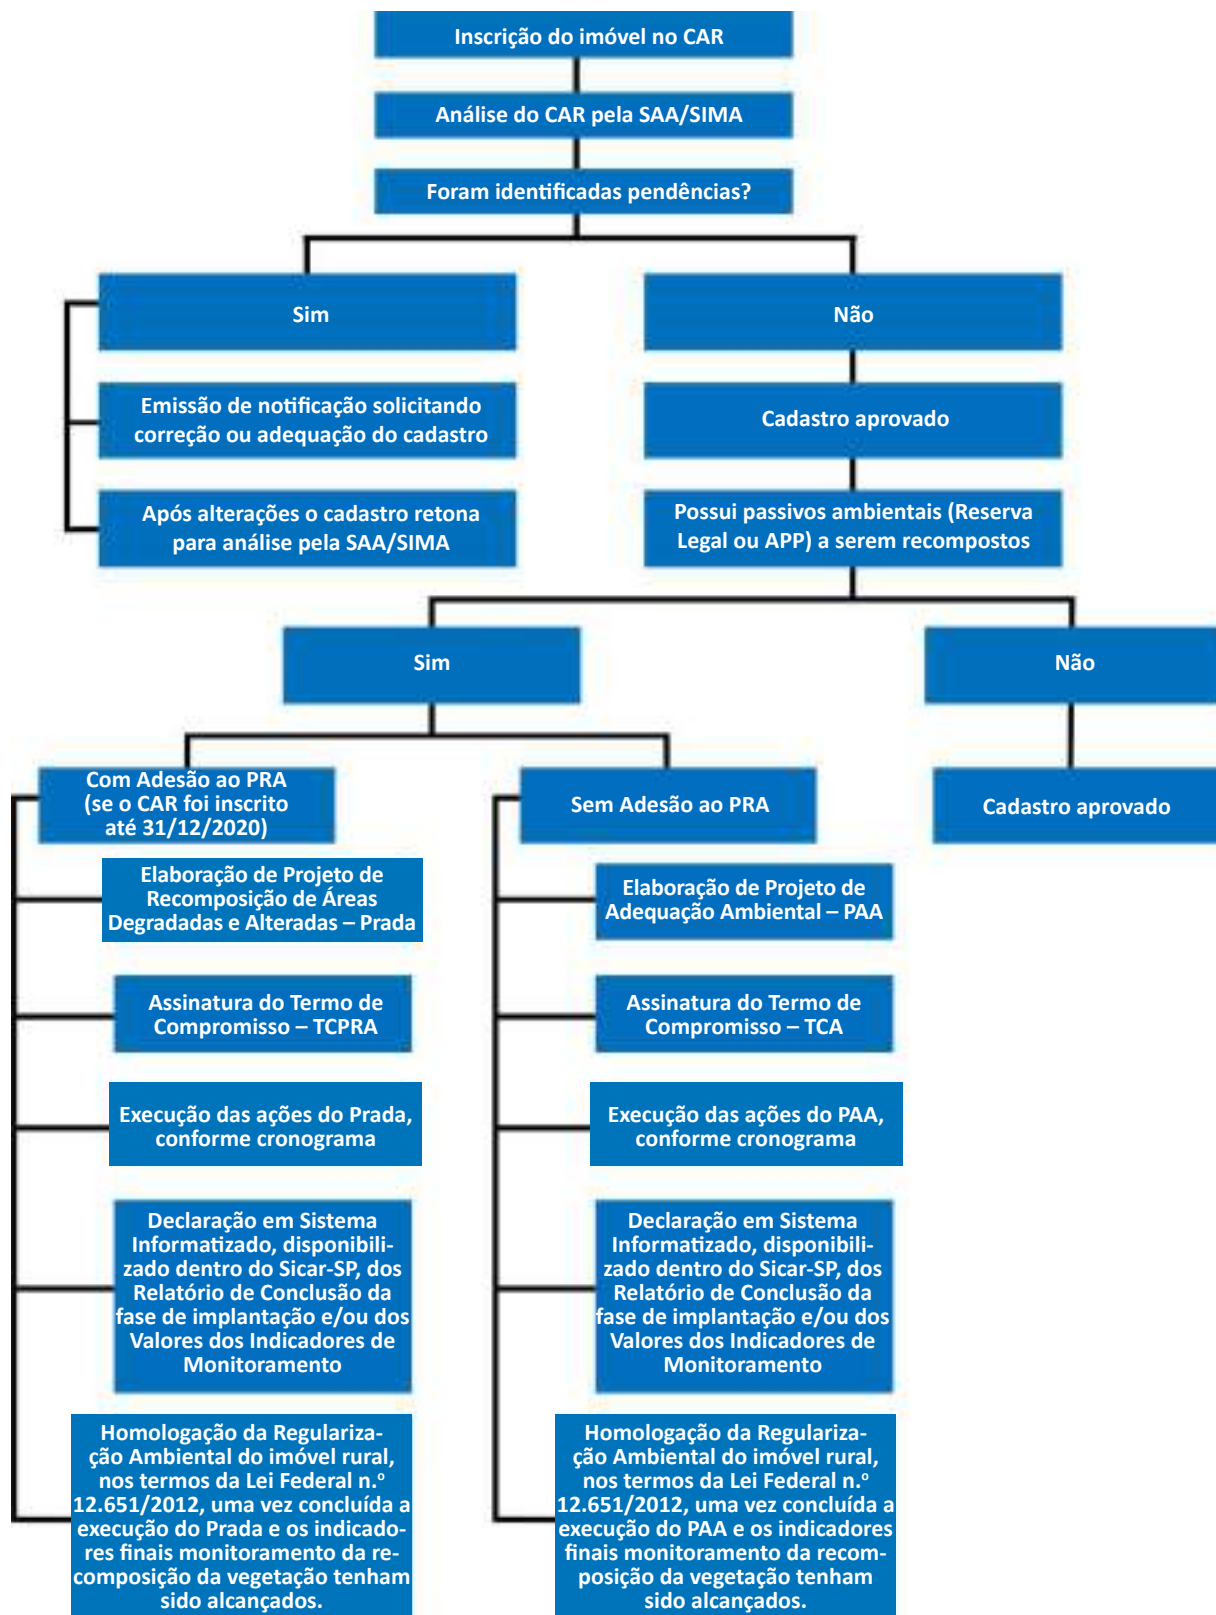 Inscrição do imóvel no CAR
Análise do CAR pela SAA/SIMA
Foram identificadas pendências?
Sim
Não
Emissão de notificação solicitando
correção ou adequação do cadastro
Cadastro aprovado
Após alterações o cadastro retona
para análise pela SAA/SIMA
Possui passivos ambientais (Reserva
Legal ou APP) a serem recompostos
Sim
Não
Com Adesão ao PRA
(se o CAR foi inscrito
até 31/12/2020)
Sem Adesão ao PRA
Cadastro aprovado
Elaboração de Projeto de
Recomposição de Áreas
Degradadas e Alteradas – Prada
Elaboração de Projeto de
Adequação Ambiental – PAA
Assinatura do Termo de
Compromisso – TCPRA
Assinatura do Termo de
Compromisso – TCA
Execução das ações do Prada,
conforme cronograma
Execução das ações do PAA,
conforme cronograma
Declaração em Sistema
Informatizado, disponibili-
zado dentro do Sicar-SP, dos
Relatório de Conclusão da
fase de implantação e/ou dos
Valores dos Indicadores de
Monitoramento
Declaração em Sistema
Informatizado, disponibili-
zado dentro do Sicar-SP, dos
Relatório de Conclusão da
fase de implantação e/ou dos
Valores dos Indicadores de
Monitoramento
Homologação da Regulariza-
ção Ambiental do imóvel rural,
nos termos da Lei Federal n.º
12.651/2012, uma vez concluída a
execução do Prada e os indicado-
res finais monitoramento da re-
composição da vegetação tenham
sido alcançados.
Homologação da Regulariza-
ção Ambiental do imóvel rural,
nos termos da Lei Federal n.º
12.651/2012, uma vez concluída a
execução do PAA e os indicadores
finais monitoramento da recom-
posição da vegetação tenham
sido alcançados.